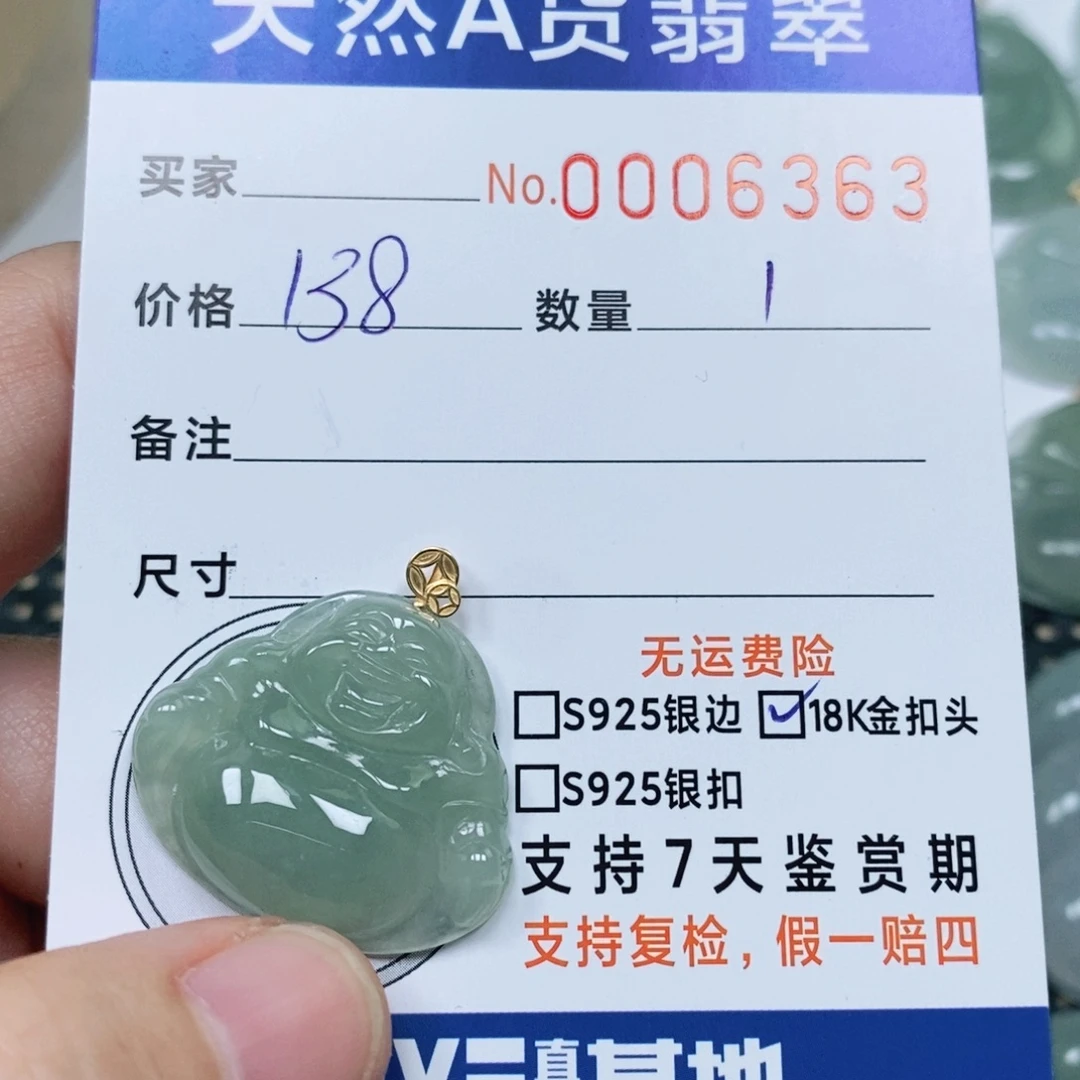 天然A货翡翠
买家 No.0006363
价格 138 数量 1
备注
尺寸
无运费险
S925银边 18K金扣头
S925银扣
支持7天鉴赏期
支持复检,假一赔四
基地